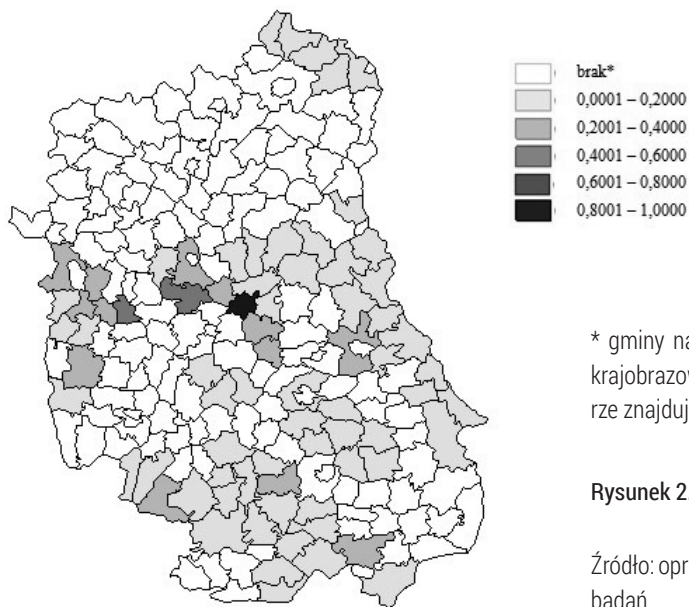 brak*
0,0001 – 0,2000
0,2001 – 0,4000
0,4001 – 0,6000
0,6001 – 0,8000
0,8001 – 1,0000
* gminy na
krajobrazow
rze znajduj
Rysunek 2
Źródło: opr
badań